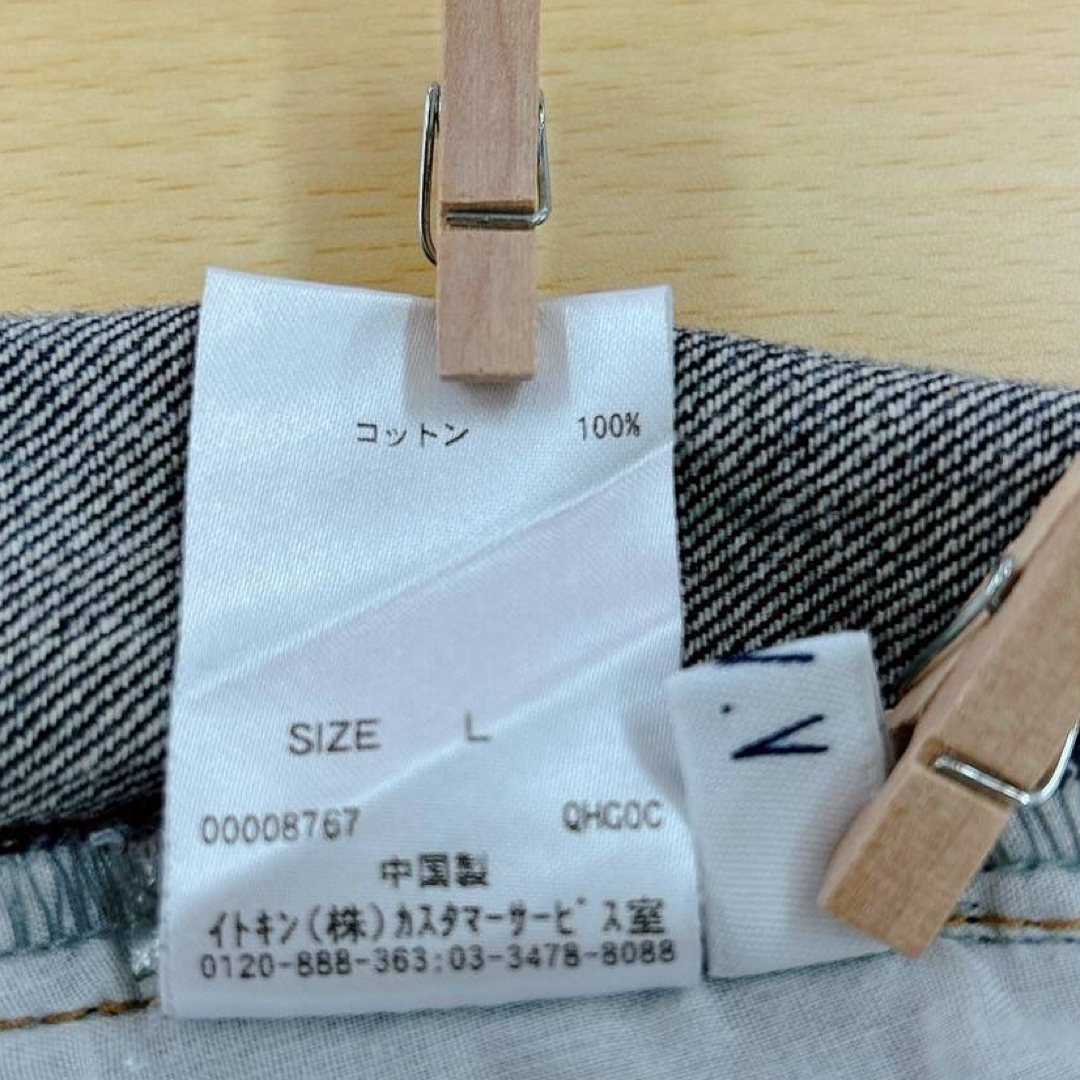 コットン 100%
SIZE L
00008767 QHGOC
中国製
イトキン(株)カスタマーサービス室
0120-888-363:03-3478-8088